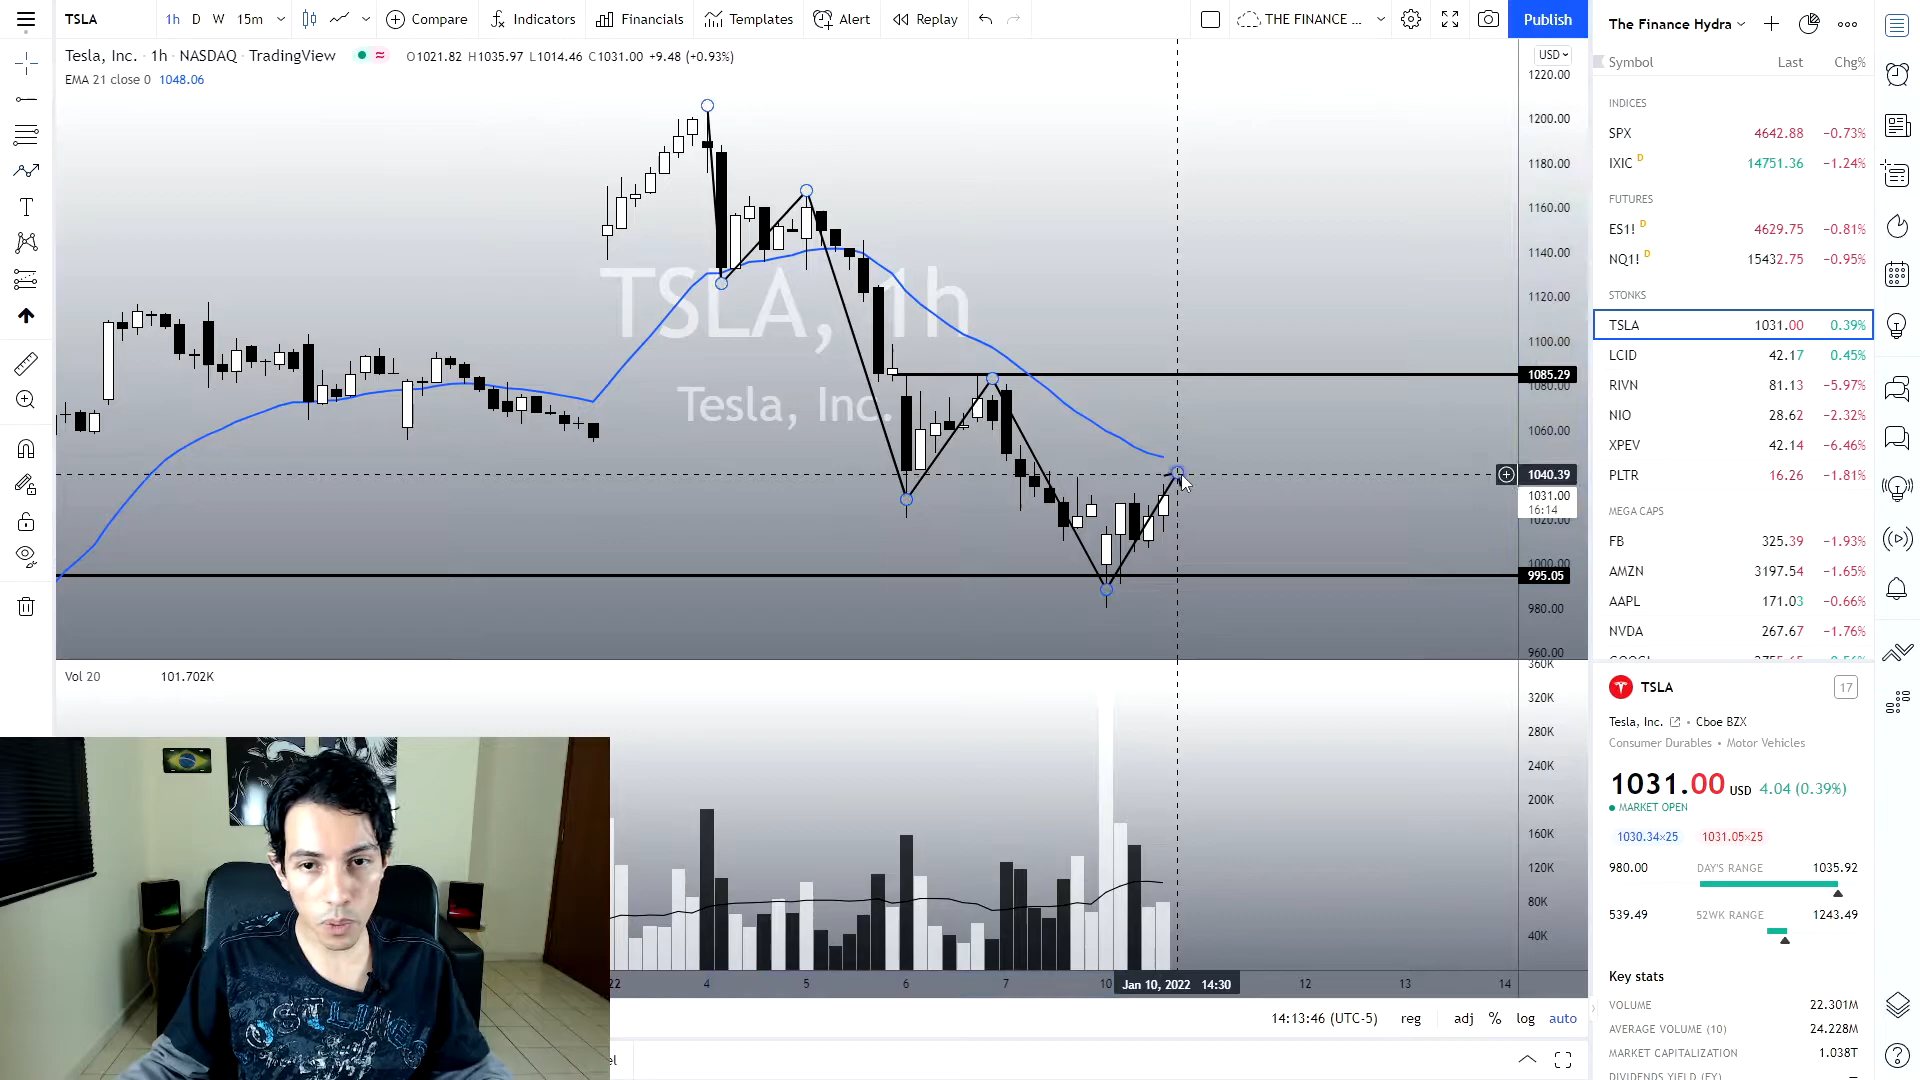 TSLA 1h D W 15m Compare Indicators Financials Templates Alert Replay THE FINANCE ... Publish
Tesla, Inc. · 1h · NASDAQ · TradingView O1021.82 H1035.97 L1014.46 C1031.00 +9.48 (+0.93%)
EMA 21 close 0 1048.06
TSLA, 1h
Tesla, Inc.
USD
1220.00
1200.00
1180.00
1160.00
1140.00
1120.00
1100.00
1085.29
1080.00
1060.00
1040.39
1031.00
16:14
1020.00
1000.00
995.05
980.00
960.00
Vol 20 101.702K
360K
320K
280K
240K
200K
160K
120K
80K
40K
22 4 5 6 7 10 Jan 10, 2022 14:30 12 13 14
14:13:46 (UTC-5) reg adj % log auto
The Finance Hydra
Symbol Last Chg%
INDICES
SPX 4642.88 −0.73%
IXIC D 14751.36 −1.24%
FUTURES
ES1! D 4629.75 −0.81%
NQ1! D 15432.75 −0.95%
STONKS
TSLA 1031.00 0.39%
LCID 42.17 0.45%
RIVN 81.13 −5.97%
NIO 28.62 −2.32%
XPEV 42.14 −6.46%
PLTR 16.26 −1.81%
MEGA CAPS
FB 325.39 −1.93%
AMZN 3197.54 −1.65%
AAPL 171.03 −0.66%
NVDA 267.67 −1.76%
TSLA 17
Tesla, Inc. • Cboe BZX
Consumer Durables • Motor Vehicles
1031.00 USD 4.04 (0.39%)
MARKET OPEN
1030.34×25 1031.05×25
980.00 DAY'S RANGE 1035.92
539.49 52WK RANGE 1243.49
Key stats
VOLUME 22.301M
AVERAGE VOLUME (10) 24.228M
MARKET CAPITALIZATION 1.038T
DIVIDENDS YIELD (FY) —